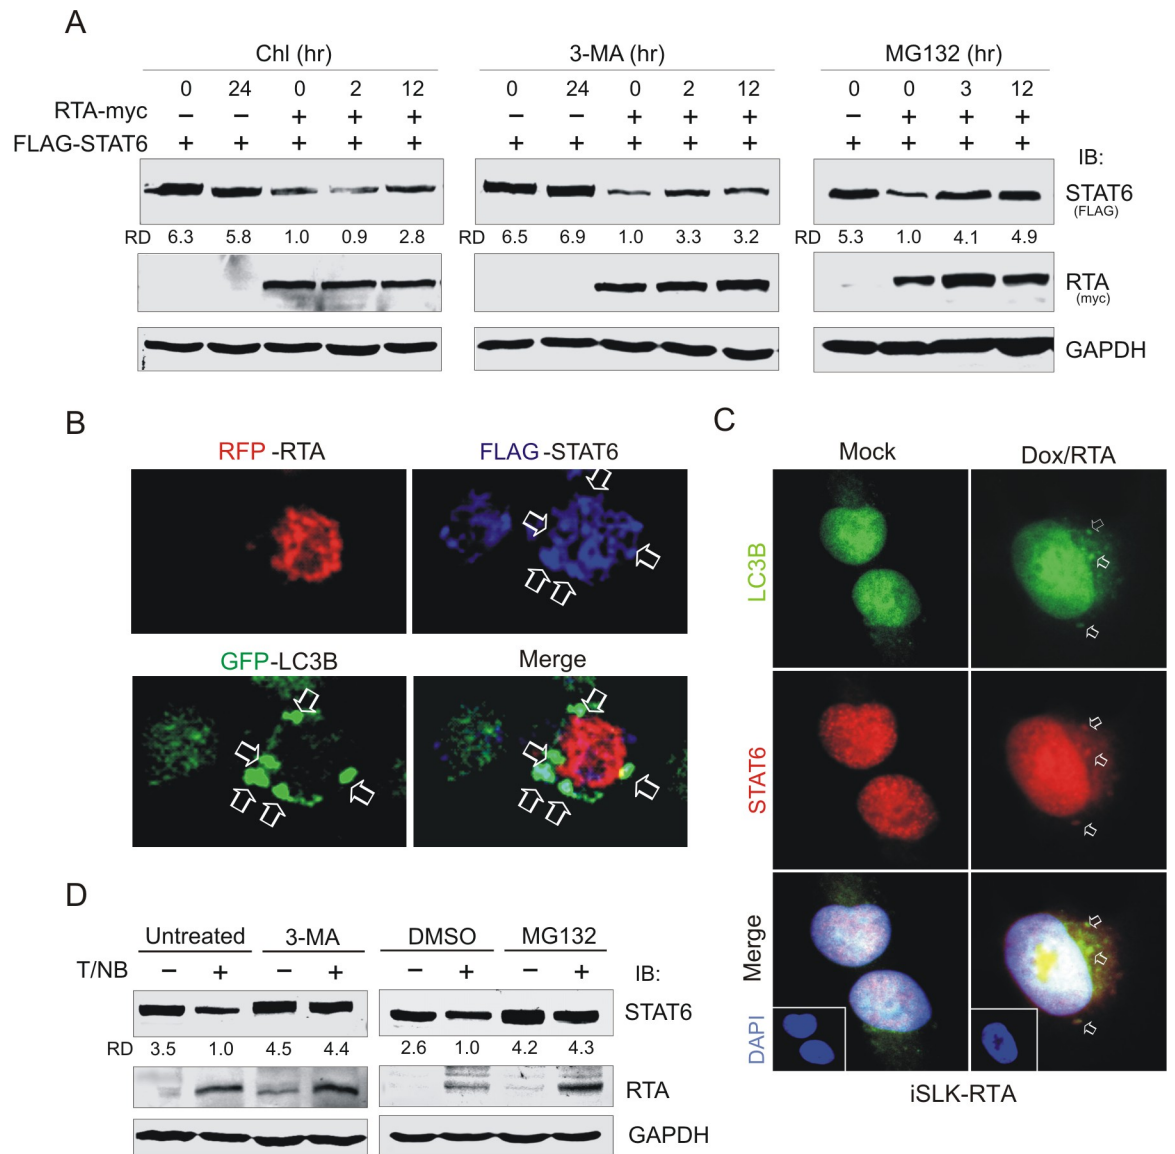 A
Chl (hr)
3-MA (hr)
MG132 (hr)
0 24 0 2 12
0 24 0 2 12
0 0 3 12
RTA-myc − − + + + − − + + + − + + +
FLAG-STAT6 + + + + + + + + + + + + + +
IB:
STAT6
(FLAG)
RD 6.3 5.8 1.0 0.9 2.8
RD 6.5 6.9 1.0 3.3 3.2
RD 5.3 1.0 4.1 4.9
RTA
(myc)
GAPDH
B
RFP -RTA
FLAG -STAT6
GFP-LC3B
Merge
C
Mock
Dox/RTA
LC3B
STAT6
Merge
DAPI
iSLK-RTA
D
Untreated
3-MA
DMSO
MG132
T/NB − + − + − + − +
IB:
STAT6
RD 3.5 1.0 4.5 4.4 2.6 1.0 4.2 4.3
RTA
GAPDH